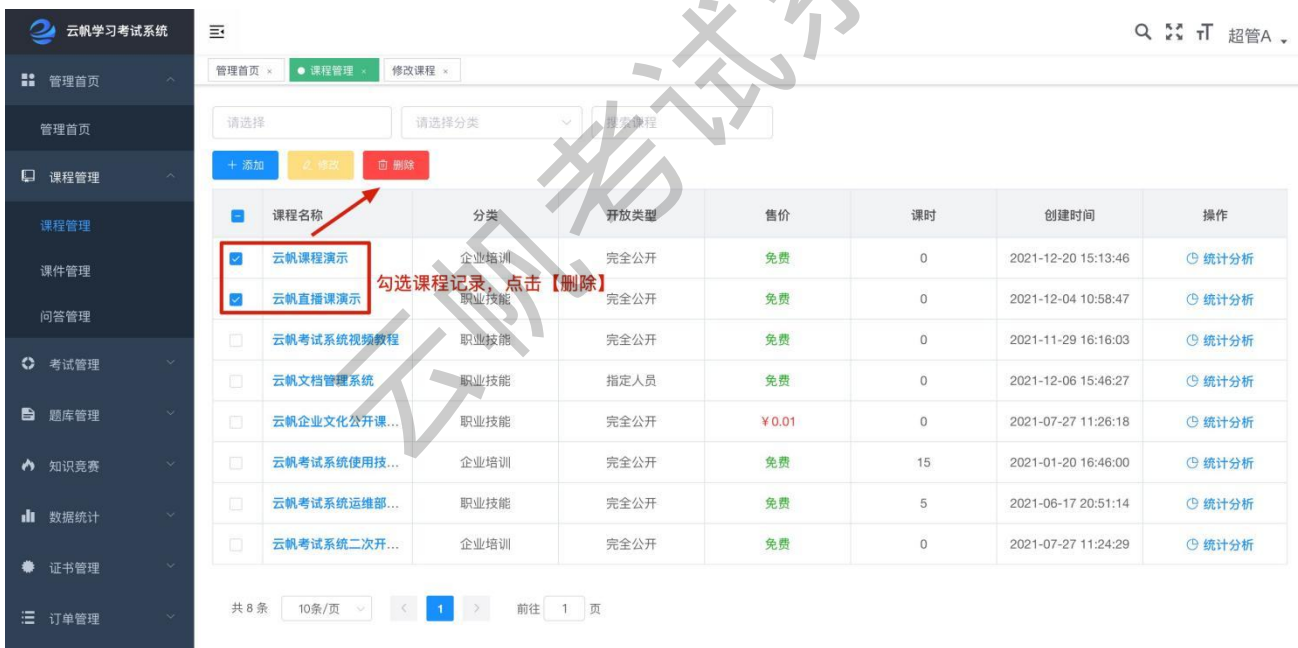 云帆学习考试系统
超管A
管理首页
管理首页
课程管理
课程管理
课件管理
问答管理
考试管理
题库管理
知识竞赛
数据统计
证书管理
订单管理
管理首页 × 课程管理 × 修改课程 ×
请选择 请选择分类 搜索课程
+ 添加 修改 删除
课程名称 分类 开放类型 售价 课时 创建时间 操作
云帆课程演示 企业培训 完全公开 免费 0 2021-12-20 15:13:46 统计分析
勾选课程记录，点击【删除】
云帆直播课演示 职业技能 完全公开 免费 0 2021-12-04 10:58:47 统计分析
云帆考试系统视频教程 职业技能 完全公开 免费 0 2021-11-29 16:16:03 统计分析
云帆文档管理系统 职业技能 指定人员 免费 0 2021-12-06 15:46:27 统计分析
云帆企业文化公开课... 职业技能 完全公开 ¥0.01 0 2021-07-27 11:26:18 统计分析
云帆考试系统使用技... 企业培训 完全公开 免费 15 2021-01-20 16:46:00 统计分析
云帆考试系统运维部... 职业技能 完全公开 免费 5 2021-06-17 20:51:14 统计分析
云帆考试系统二次开... 企业培训 完全公开 免费 0 2021-07-27 11:24:29 统计分析
共 8 条 10条/页 < 1 > 前往 1 页
云帆考试系